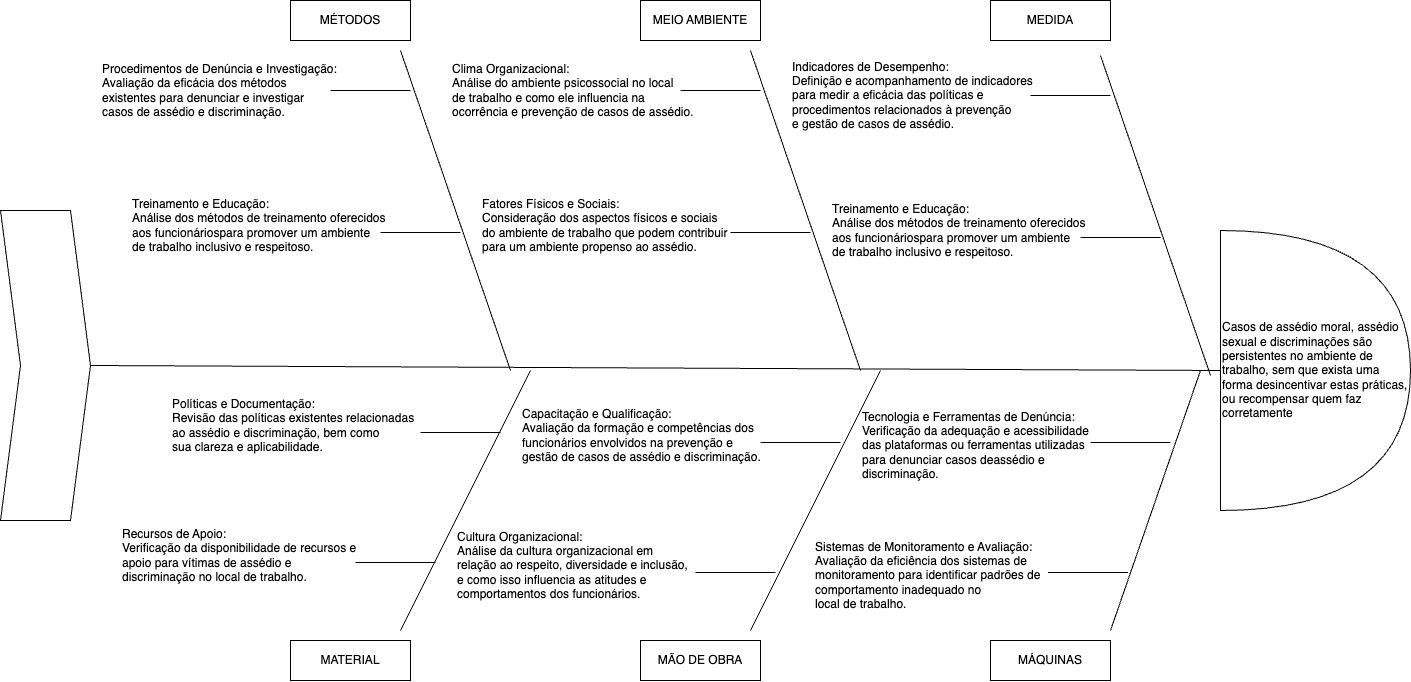 MÉTODOS
MEIO AMBIENTE
MEDIDA
Procedimentos de Denúncia e Investigação:
Avaliação da eficácia dos métodos
existentes para denunciar e investigar
casos de assédio e discriminação.
Clima Organizacional:
Análise do ambiente psicossocial no local
de trabalho e como ele influencia na
ocorrência e prevenção de casos de assédio.
Indicadores de Desempenho:
Definição e acompanhamento de indicadores
para medir a eficácia das políticas e
procedimentos relacionados à prevenção
e gestão de casos de assédio.
Treinamento e Educação:
Análise dos métodos de treinamento oferecidos
aos funcionáriospara promover um ambiente
de trabalho inclusivo e respeitoso.
Fatores Físicos e Sociais:
Consideração dos aspectos físicos e sociais
do ambiente de trabalho que podem contribuir
para um ambiente propenso ao assédio.
Treinamento e Educação:
Análise dos métodos de treinamento oferecidos
aos funcionáriospara promover um ambiente
de trabalho inclusivo e respeitoso.
Casos de assédio moral, assédio
sexual e discriminações são
persistentes no ambiente de
trabalho, sem que exista uma
forma desincentivar estas práticas,
ou recompensar quem faz
corretamente
Políticas e Documentação:
Revisão das políticas existentes relacionadas
ao assédio e discriminação, bem como
sua clareza e aplicabilidade.
Capacitação e Qualificação:
Avaliação da formação e competências dos
funcionários envolvidos na prevenção e
gestão de casos de assédio e discriminação.
Tecnologia e Ferramentas de Denúncia:
Verificação da adequação e acessibilidade
das plataformas ou ferramentas utilizadas
para denunciar casos deassédio e
discriminação.
Recursos de Apoio:
Verificação da disponibilidade de recursos e
apoio para vítimas de assédio e
discriminação no local de trabalho.
Cultura Organizacional:
Análise da cultura organizacional em
relação ao respeito, diversidade e inclusão,
e como isso influencia as atitudes e
comportamentos dos funcionários.
Sistemas de Monitoramento e Avaliação:
Avaliação da eficiência dos sistemas de
monitoramento para identificar padrões de
comportamento inadequado no
local de trabalho.
MATERIAL
MÃO DE OBRA
MÁQUINAS